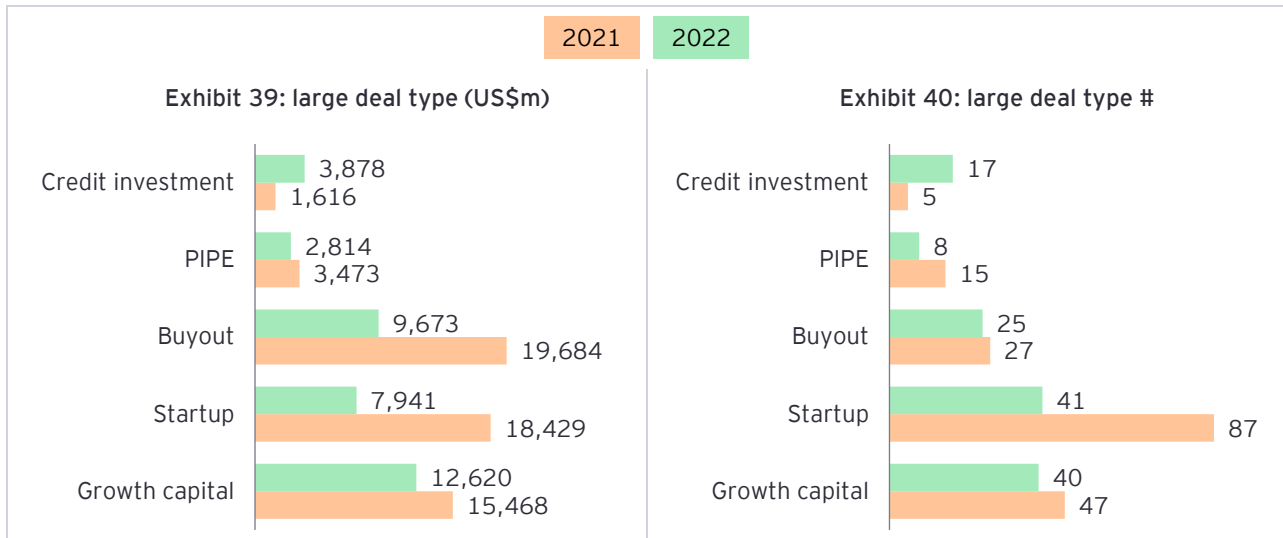 2021 2022
Exhibit 39: large deal type (US$m)
Credit investment 3,878
1,616
PIPE 2,814
3,473
Buyout 9,673
19,684
Startup 7,941
18,429
Growth capital 12,620
15,468
Exhibit 40: large deal type #
Credit investment 17
5
PIPE 8
15
Buyout 25
27
Startup 41
87
Growth capital 40
47